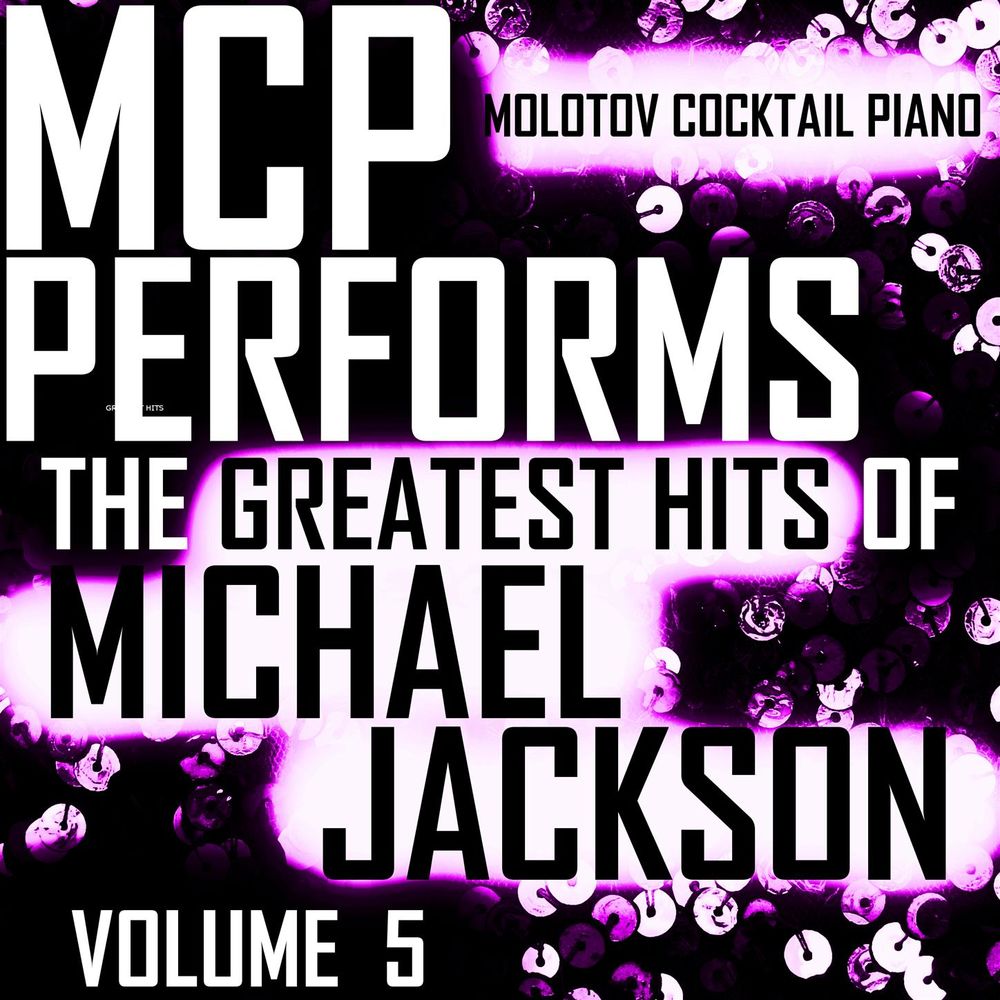 MCP
MOLOTOV COCKTAIL PIANO
PERFORMS
THE GREATEST HITS OF
MICHAEL
JACKSON
VOLUME 5